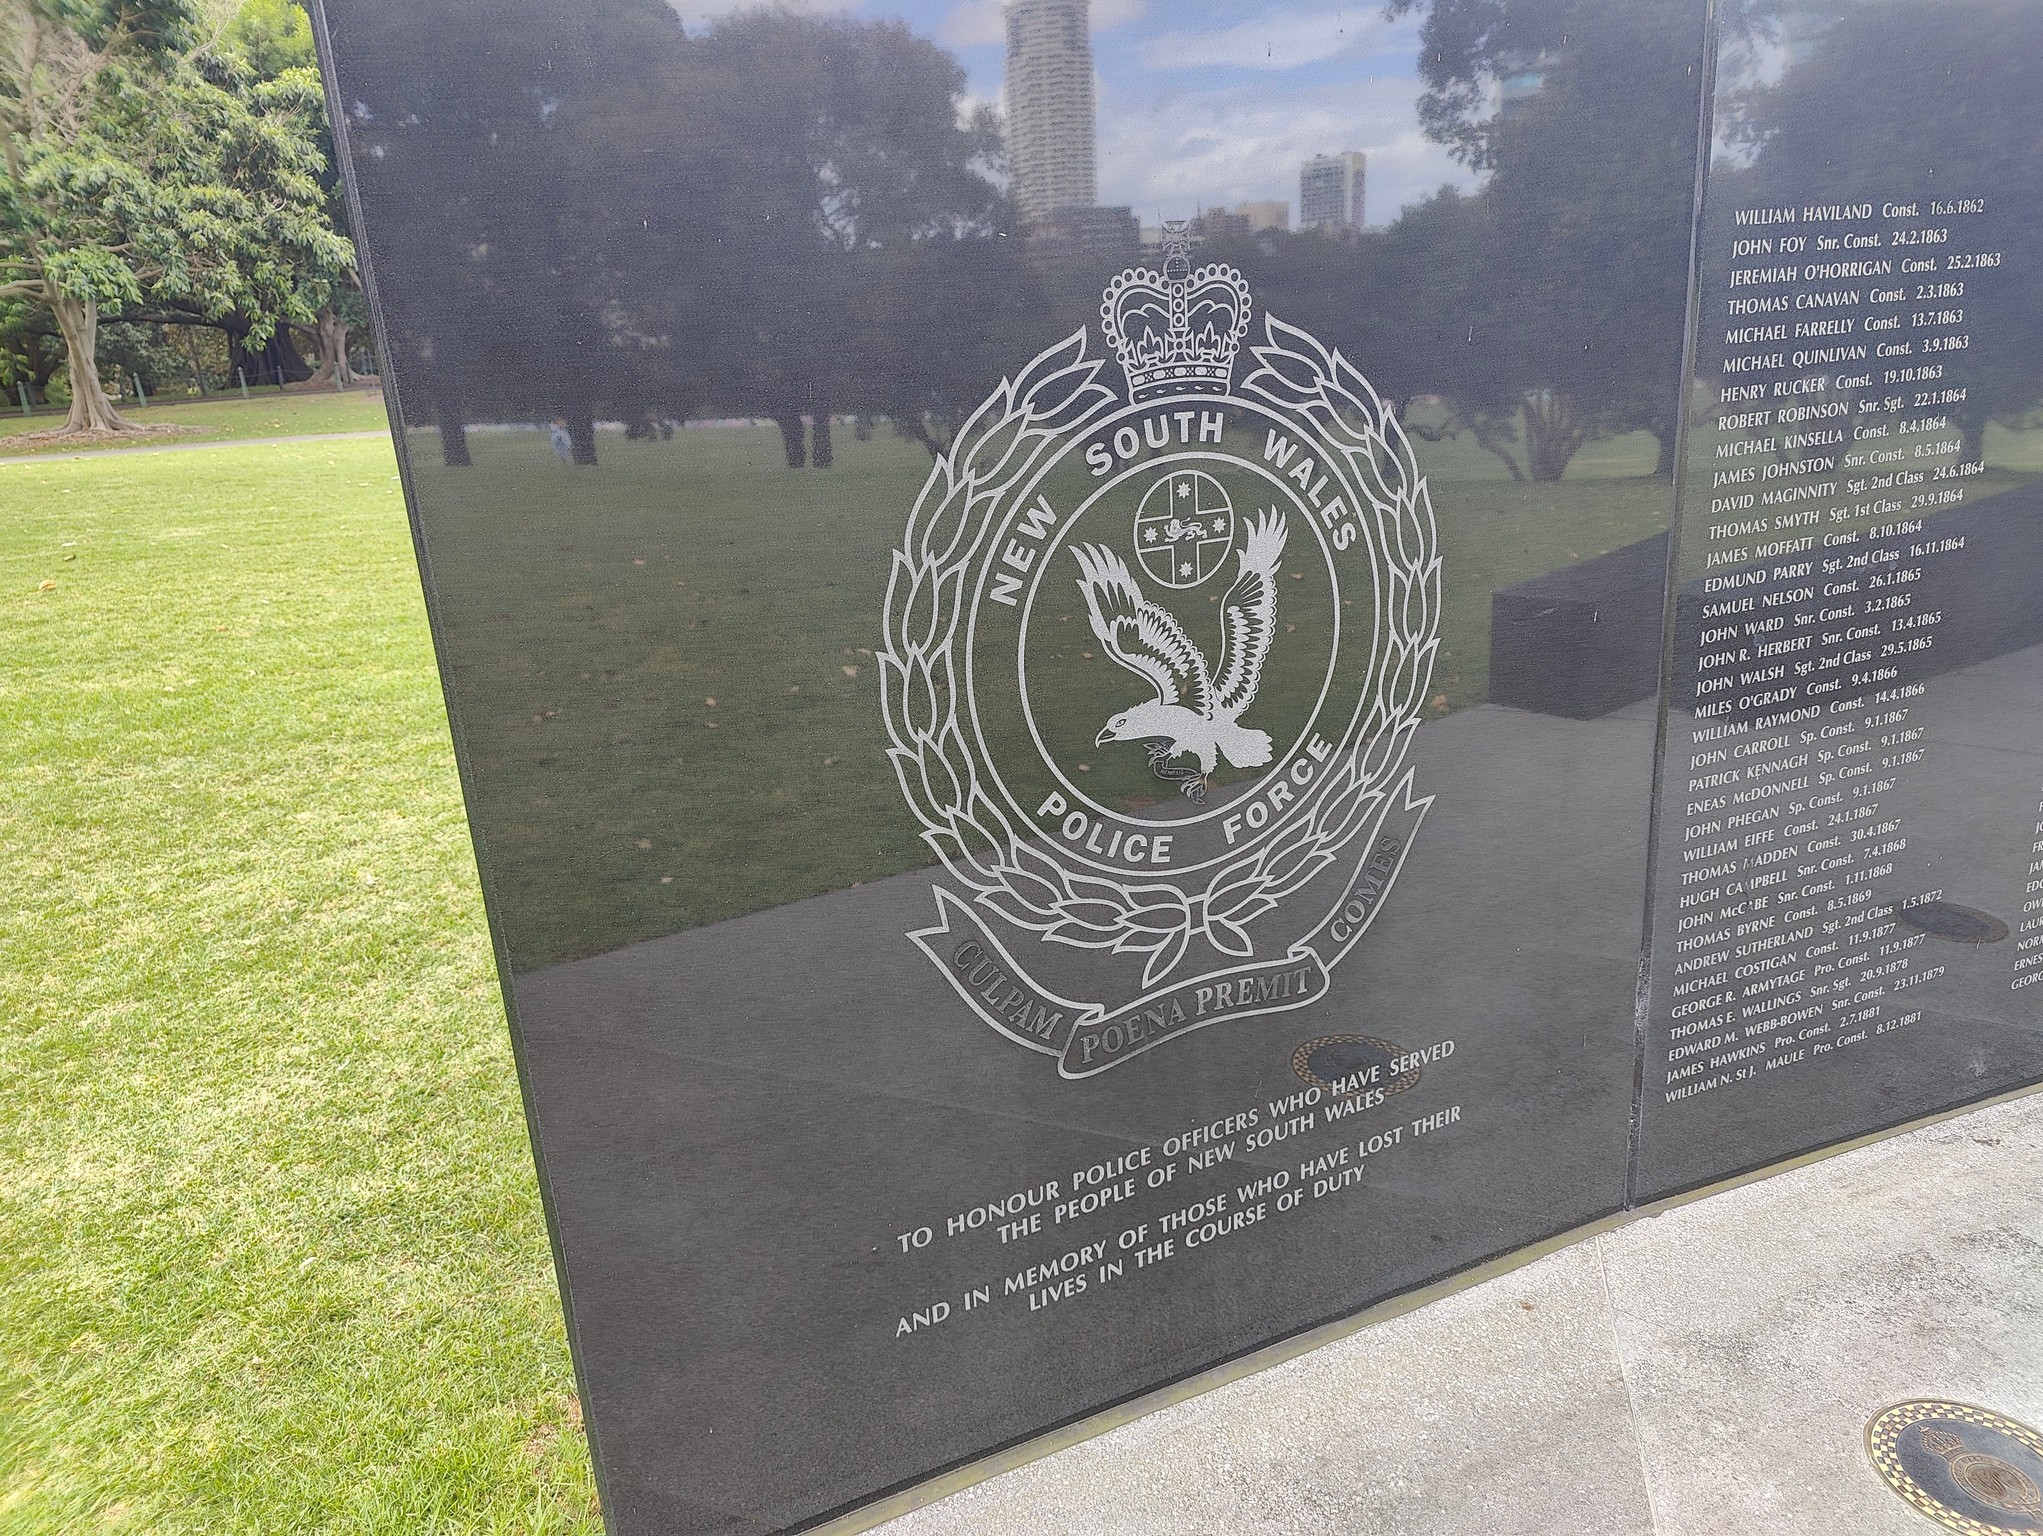 NEW SOUTH WALES
POLICE FORCE
NEMESIS
CULPAM POENA PREMIT COMES
TO HONOUR POLICE OFFICERS WHO HAVE SERVED
THE PEOPLE OF NEW SOUTH WALES
AND IN MEMORY OF THOSE WHO HAVE LOST THEIR
LIVES IN THE COURSE OF DUTY
WILLIAM HAVILAND Const. 16.6.1862
JOHN FOY Snr. Const. 24.2.1863
JEREMIAH O'HORRIGAN Const. 25.2.1863
THOMAS CANAVAN Const. 2.3.1863
MICHAEL FARRELLY Const. 13.7.1863
MICHAEL QUINLIVAN Const. 3.9.1863
HENRY RUCKER Const. 19.10.1863
ROBERT ROBINSON Snr. Sgt. 22.1.1864
MICHAEL KINSELLA Const. 8.4.1864
JAMES JOHNSTON Snr. Const. 8.5.1864
DAVID MAGINNITY Sgt. 2nd Class 24.6.1864
THOMAS SMYTH Sgt. 1st Class 29.9.1864
JAMES MOFFATT Const. 8.10.1864
EDMUND PARRY Sgt. 2nd Class 16.11.1864
SAMUEL NELSON Const. 26.1.1865
JOHN WARD Snr. Const. 3.2.1865
JOHN R. HERBERT Snr. Const. 13.4.1865
JOHN WALSH Sgt. 2nd Class 29.5.1865
MILES O'GRADY Const. 9.4.1866
WILLIAM RAYMOND Const. 14.4.1866
JOHN CARROLL Sp. Const. 9.1.1867
PATRICK KENNAGH Sp. Const. 9.1.1867
ENEAS McDONNELL Sp. Const. 9.1.1867
JOHN PHEGAN Sp. Const. 9.1.1867
WILLIAM EIFFE Const. 24.1.1867
THOMAS MADDEN Const. 30.4.1867
HUGH CAMPBELL Snr. Const. 7.4.1868
JOHN McCABE Snr. Const. 1.11.1868
THOMAS BYRNE Const. 8.5.1869
ANDREW SUTHERLAND Sgt. 2nd Class 1.5.1872
MICHAEL COSTIGAN Const. 11.9.1877
GEORGE R. ARMYTAGE Pro. Const. 11.9.1877
THOMAS E. WALLINGS Snr. Sgt. 20.9.1878
EDWARD M. WEBB-BOWEN Snr. Const. 23.11.1879
JAMES HAWKINS Pro. Const. 2.7.1881
WILLIAM N. St J. MAULE Pro. Const. 8.12.1881